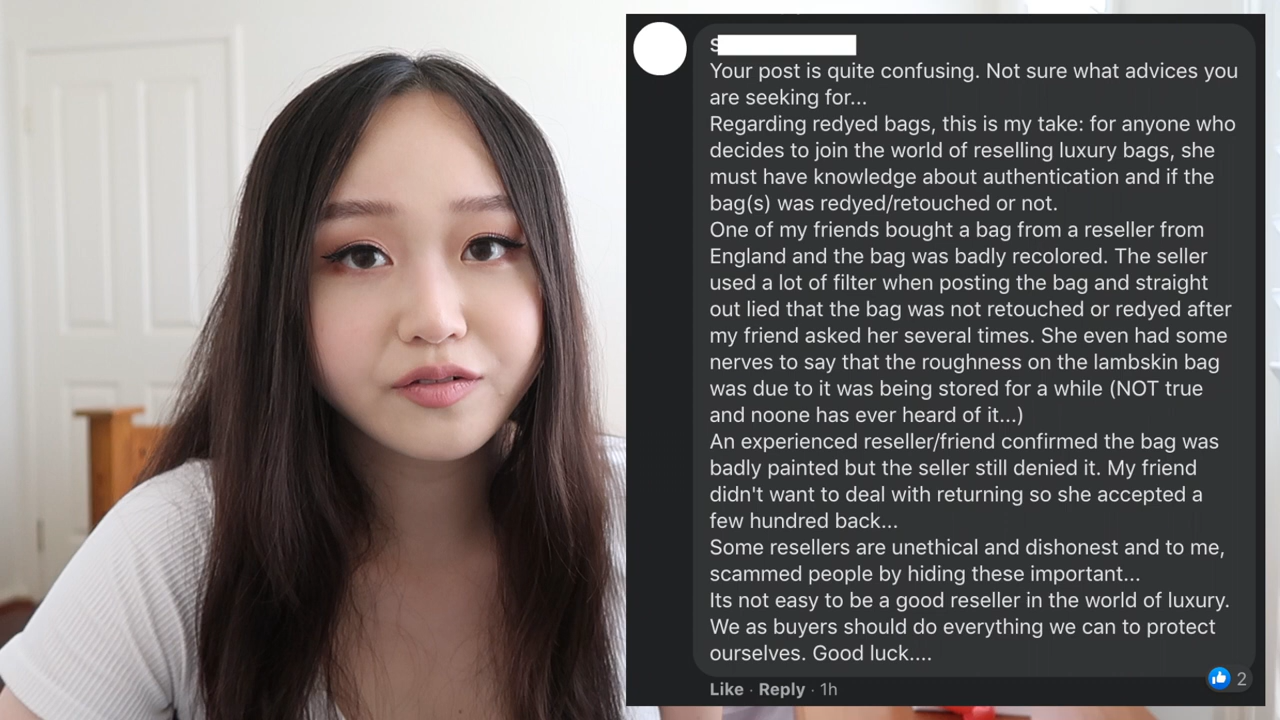 S
Your post is quite confusing. Not sure what advices you
are seeking for...
Regarding redyed bags, this is my take: for anyone who
decides to join the world of reselling luxury bags, she
must have knowledge about authentication and if the
bag(s) was redyed/retouched or not.
One of my friends bought a bag from a reseller from
England and the bag was badly recolored. The seller
used a lot of filter when posting the bag and straight
out lied that the bag was not retouched or redyed after
my friend asked her several times. She even had some
nerves to say that the roughness on the lambskin bag
was due to it was being stored for a while (NOT true
and noone has ever heard of it...)
An experienced reseller/friend confirmed the bag was
badly painted but the seller still denied it. My friend
didn't want to deal with returning so she accepted a
few hundred back...
Some resellers are unethical and dishonest and to me,
scammed people by hiding these important...
Its not easy to be a good reseller in the world of luxury.
We as buyers should do everything we can to protect
ourselves. Good luck....
Like · Reply · 1h
2